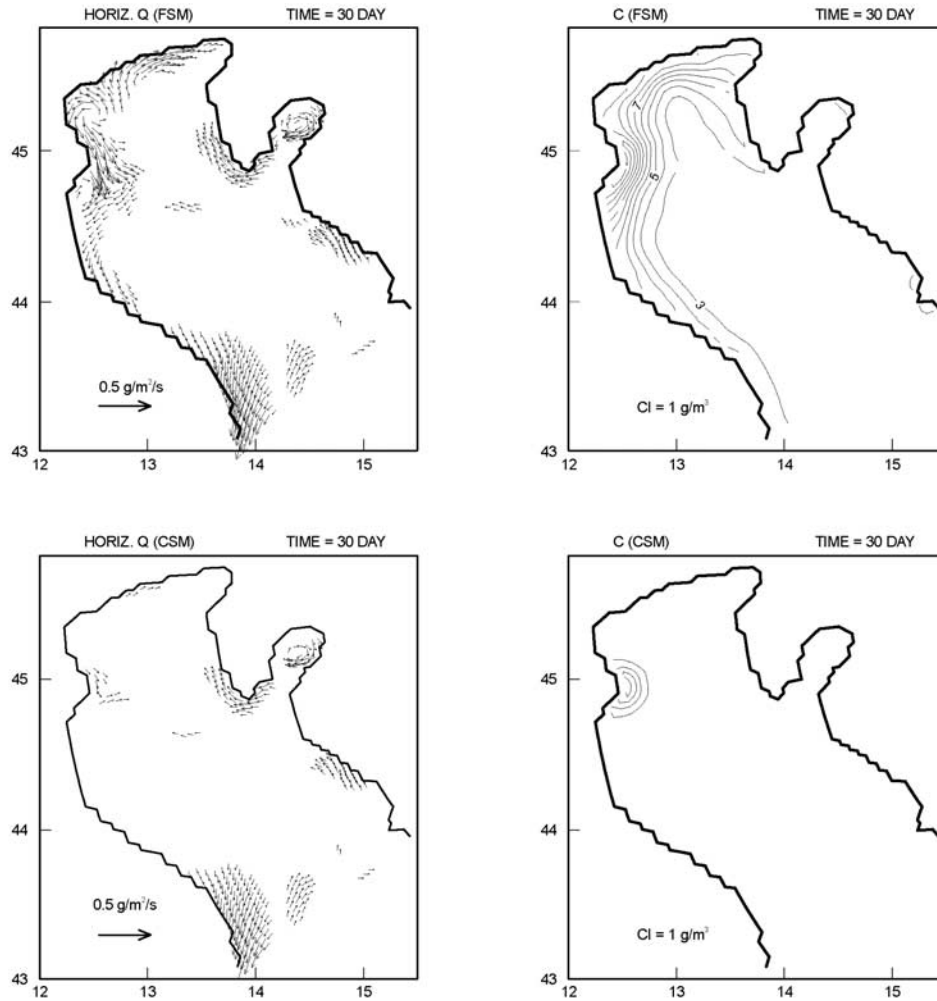 HORIZ. Q (FSM) TIME = 30 DAY
45
44
43
0.5 g/m²/s
12 13 14 15
C (FSM) TIME = 30 DAY
7
5
3
45
44
43
CI = 1 g/m³
12 13 14 15
HORIZ. Q (CSM) TIME = 30 DAY
45
44
43
0.5 g/m²/s
12 13 14 15
C (CSM) TIME = 30 DAY
45
44
43
CI = 1 g/m³
12 13 14 15